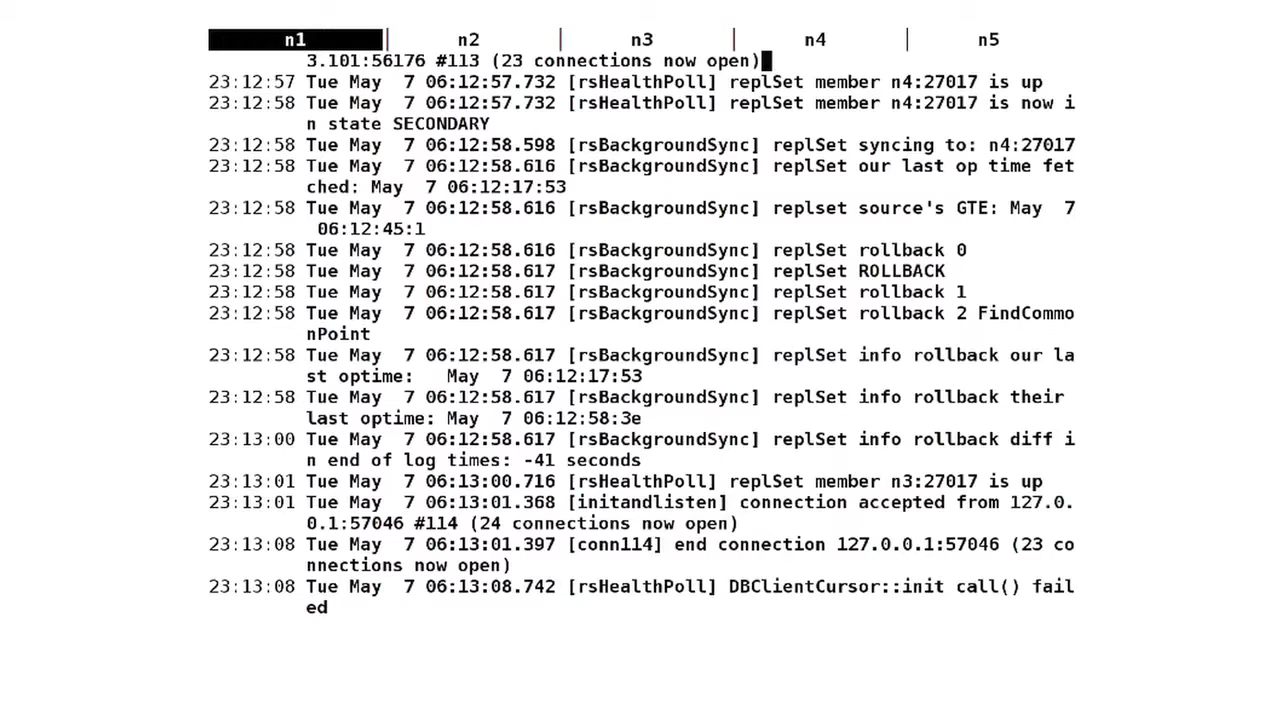 n1 n2 n3 n4 n5
3.101:56176 #113 (23 connections now open)
23:12:57 Tue May  7 06:12:57.732 [rsHealthPoll] replSet member n4:27017 is up
23:12:58 Tue May  7 06:12:57.732 [rsHealthPoll] replSet member n4:27017 is now i
n state SECONDARY
23:12:58 Tue May  7 06:12:58.598 [rsBackgroundSync] replSet syncing to: n4:27017
23:12:58 Tue May  7 06:12:58.616 [rsBackgroundSync] replSet our last op time fet
ched: May  7 06:12:17:53
23:12:58 Tue May  7 06:12:58.616 [rsBackgroundSync] replset source's GTE: May  7
06:12:45:1
23:12:58 Tue May  7 06:12:58.616 [rsBackgroundSync] replSet rollback 0
23:12:58 Tue May  7 06:12:58.617 [rsBackgroundSync] replSet ROLLBACK
23:12:58 Tue May  7 06:12:58.617 [rsBackgroundSync] replSet rollback 1
23:12:58 Tue May  7 06:12:58.617 [rsBackgroundSync] replSet rollback 2 FindCommo
nPoint
23:12:58 Tue May  7 06:12:58.617 [rsBackgroundSync] replSet info rollback our la
st optime:   May  7 06:12:17:53
23:12:58 Tue May  7 06:12:58.617 [rsBackgroundSync] replSet info rollback their
last optime: May  7 06:12:58:3e
23:13:00 Tue May  7 06:12:58.617 [rsBackgroundSync] replSet info rollback diff i
n end of log times: -41 seconds
23:13:01 Tue May  7 06:13:00.716 [rsHealthPoll] replSet member n3:27017 is up
23:13:01 Tue May  7 06:13:01.368 [initandlisten] connection accepted from 127.0.
0.1:57046 #114 (24 connections now open)
23:13:08 Tue May  7 06:13:01.397 [conn114] end connection 127.0.0.1:57046 (23 co
nnections now open)
23:13:08 Tue May  7 06:13:08.742 [rsHealthPoll] DBClientCursor::init call() fail
ed